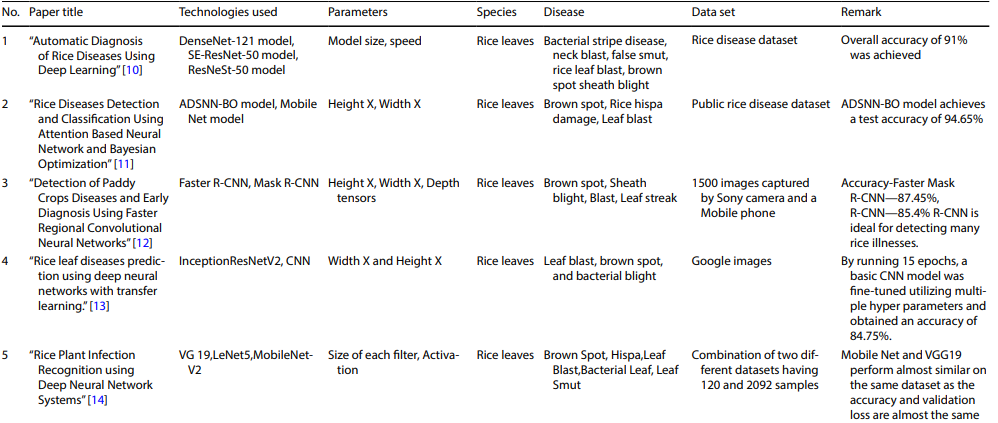 No. Paper title Technologies used Parameters Species Disease Data set Remark
1 “Automatic Diagnosis DenseNet-121 model, Model size, speed Rice leaves Bacterial stripe disease, Rice disease dataset Overall accuracy of 91%
of Rice Diseases Using SE-ResNet-50 model, neck blast, false smut, was achieved
Deep Learning” [10] ResNeSt-50 model rice leaf blast, brown
spot sheath blight
2 “Rice Diseases Detection ADSNN-BO model, Mobile Height X, Width X Rice leaves Brown spot, Rice hispa Public rice disease dataset ADSNN-BO model achieves
and Classification Using Net model damage, Leaf blast a test accuracy of 94.65%
Attention Based Neural
Network and Bayesian
Optimization” [11]
3 “Detection of Paddy Faster R-CNN, Mask R-CNN Height X, Width X, Depth Rice leaves Brown spot, Sheath 1500 images captured Accuracy-Faster Mask
Crops Diseases and Early tensors blight, Blast, Leaf streak by Sony camera and a R-CNN—87.45%,
Diagnosis Using Faster Mobile phone R-CNN—85.4% R-CNN is
Regional Convolutional ideal for detecting many
Neural Networks” [12] rice illnesses.
4 “Rice leaf diseases predic- InceptionResNetV2, CNN Width X and Height X Rice leaves Leaf blast, brown spot, Google images By running 15 epochs, a
tion using deep neural and bacterial blight basic CNN model was
networks with transfer fine-tuned utilizing multi-
learning.” [13] ple hyper parameters and
obtained an accuracy of
84.75%.
5 “Rice Plant Infection VG 19,LeNet5,MobileNet- Size of each filter, Activa- Rice leaves Brown Spot, Hispa,Leaf Combination of two dif- Mobile Net and VGG19
Recognition using V2 tion Blast,Bacterial Leaf, Leaf ferent datasets having perform almost similar on
Deep Neural Network Smut 120 and 2092 samples the same dataset as the
Systems” [14] accuracy and validation
loss are almost the same